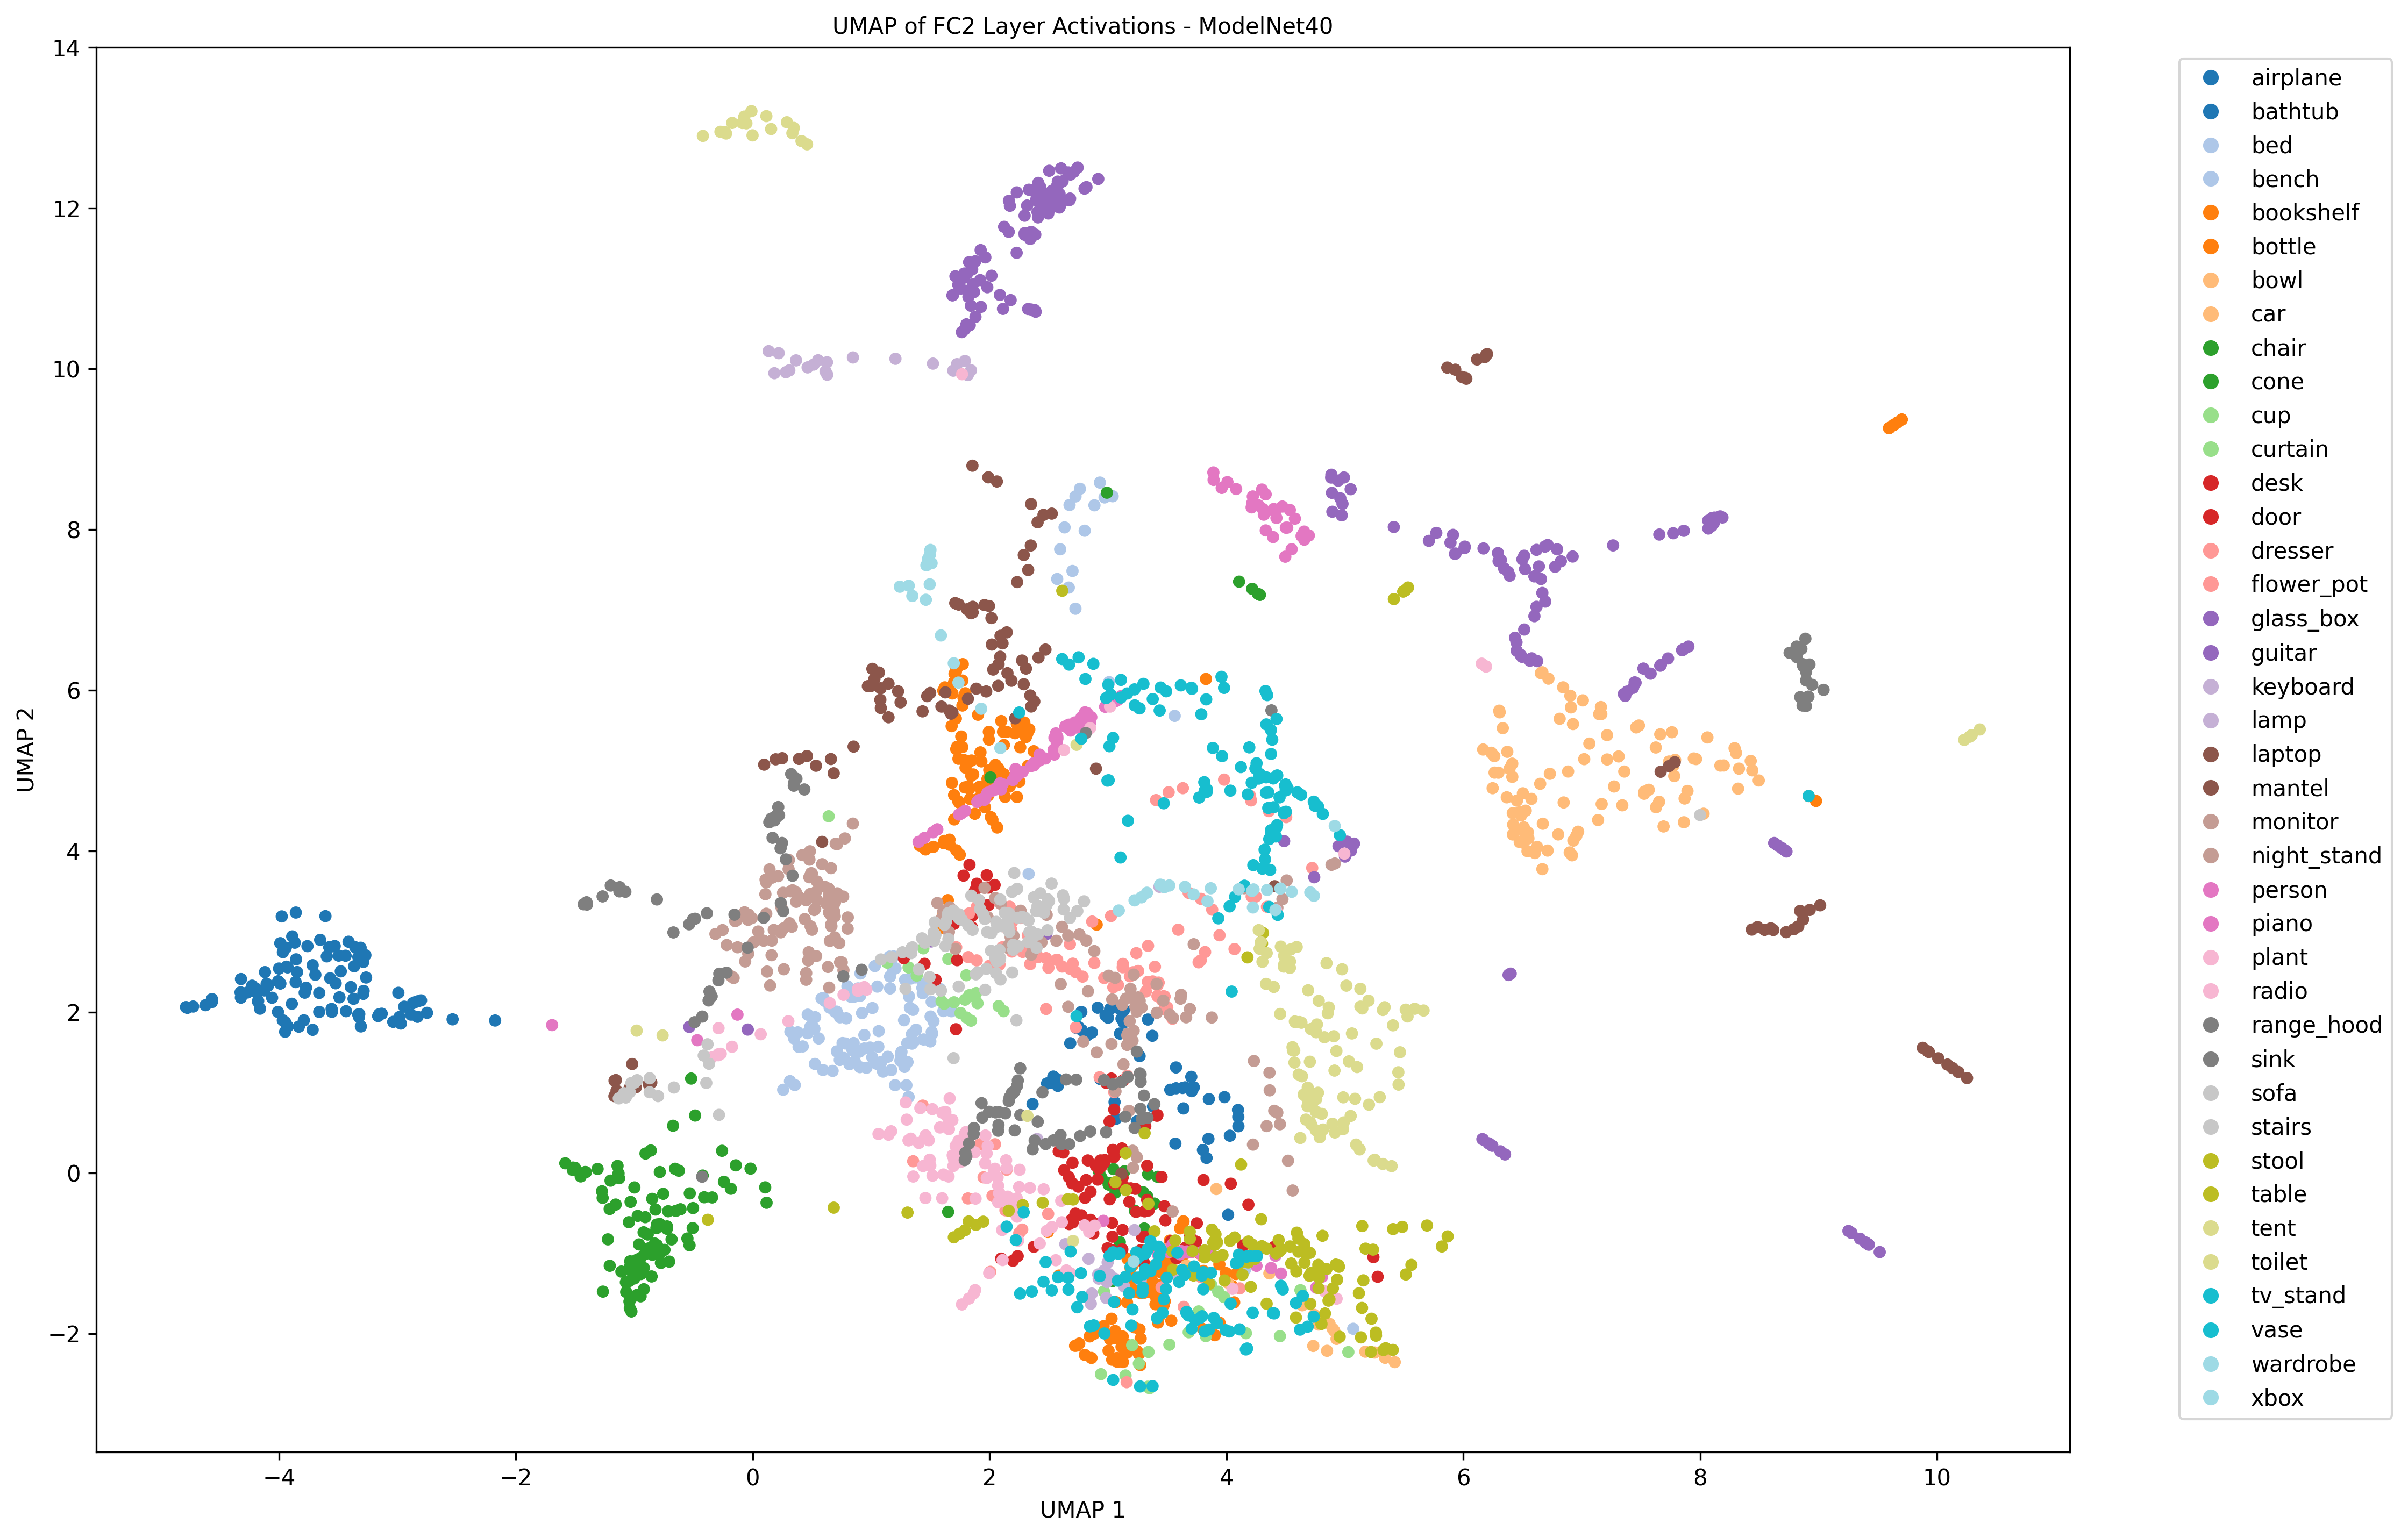 UMAP of FC2 Layer Activations - ModelNet40
14
12
10
8
6
4
2
0
−2
UMAP 2
−4
−2
0
2
4
6
8
10
UMAP 1
airplane
bathtub
bed
bench
bookshelf
bottle
bowl
car
chair
cone
cup
curtain
desk
door
dresser
flower_pot
glass_box
guitar
keyboard
lamp
laptop
mantel
monitor
night_stand
person
piano
plant
radio
range_hood
sink
sofa
stairs
stool
table
tent
toilet
tv_stand
vase
wardrobe
xbox